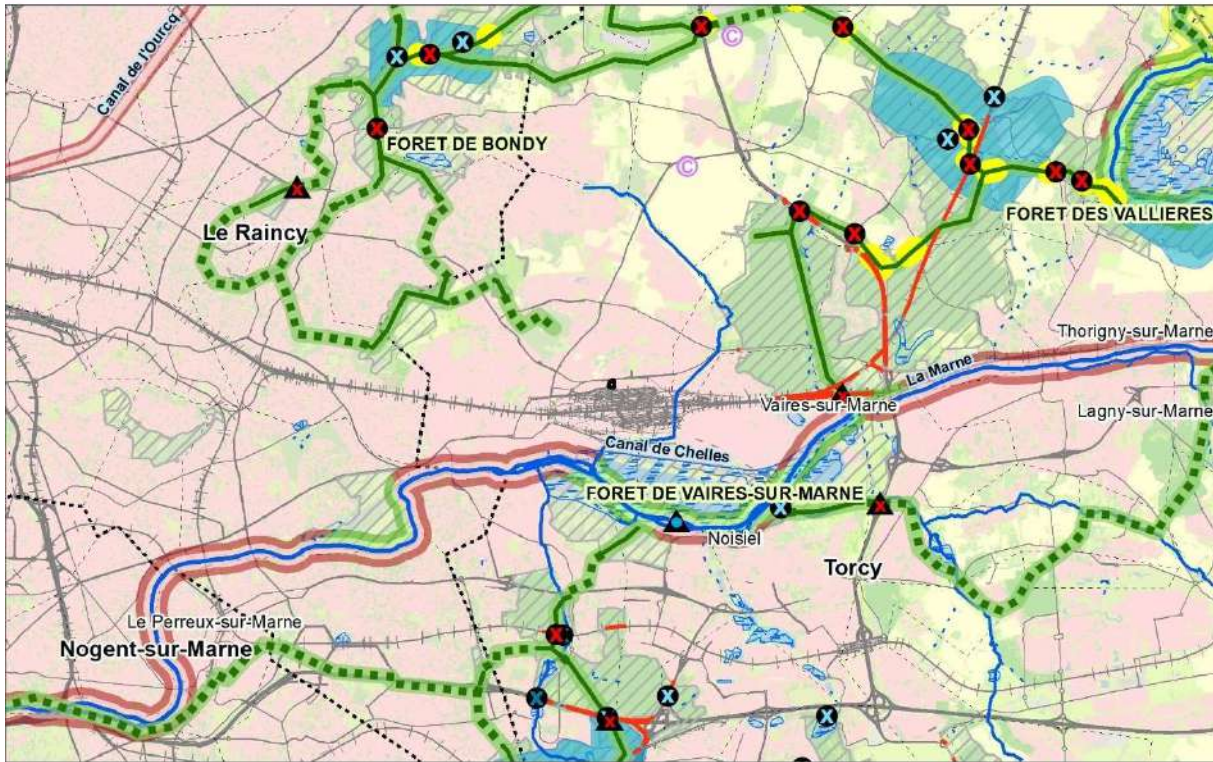 Canal de l'Ourcq
FORET DE BONDY
Le Raincy
FORET DES VALLIERES
Thorigny-sur-Marne
La Marne
Vaires-sur-Marne
Lagny-sur-Marne
Canal de Chelles
FORET DE VAIRES-SUR-MARNE
Noisiel
Torcy
Le Perreux-sur-Marne
Nogent-sur-Marne